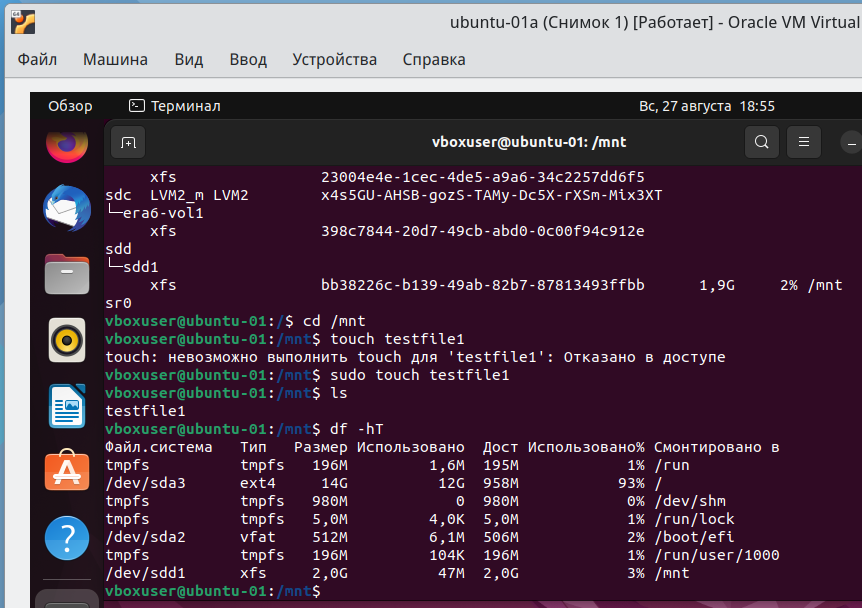 ubuntu-01a (Снимок 1) [Работает] - Oracle VM Virtual
Файл Машина Вид Ввод Устройства Справка
Обзор Терминал Вс, 27 августа 18:55
vboxuser@ubuntu-01: /mnt
xfs 23004e4e-1cec-4de5-a9a6-34c2257dd6f5
sdc LVM2_m LVM2 x4s5GU-AHSB-gozS-TAMy-Dc5X-rXSm-Mix3XT
└─era6-vol1
xfs 398c7844-20d7-49cb-abd0-0c00f94c912e
sdd
└─sdd1
xfs bb38226c-b139-49ab-82b7-87813493ffbb 1,9G 2% /mnt
sr0
vboxuser@ubuntu-01:/$ cd /mnt
vboxuser@ubuntu-01:/mnt$ touch testfile1
touch: невозможно выполнить touch для 'testfile1': Отказано в доступе
vboxuser@ubuntu-01:/mnt$ sudo touch testfile1
vboxuser@ubuntu-01:/mnt$ ls
testfile1
vboxuser@ubuntu-01:/mnt$ df -hT
Файл.система Тип Размер Использовано Дост Использовано% Смонтировано в
tmpfs tmpfs 196M 1,6M 195M 1% /run
/dev/sda3 ext4 14G 12G 958M 93% /
tmpfs tmpfs 980M 0 980M 0% /dev/shm
tmpfs tmpfs 5,0M 4,0K 5,0M 1% /run/lock
/dev/sda2 vfat 512M 6,1M 506M 2% /boot/efi
tmpfs tmpfs 196M 104K 196M 1% /run/user/1000
/dev/sdd1 xfs 2,0G 47M 2,0G 3% /mnt
vboxuser@ubuntu-01:/mnt$